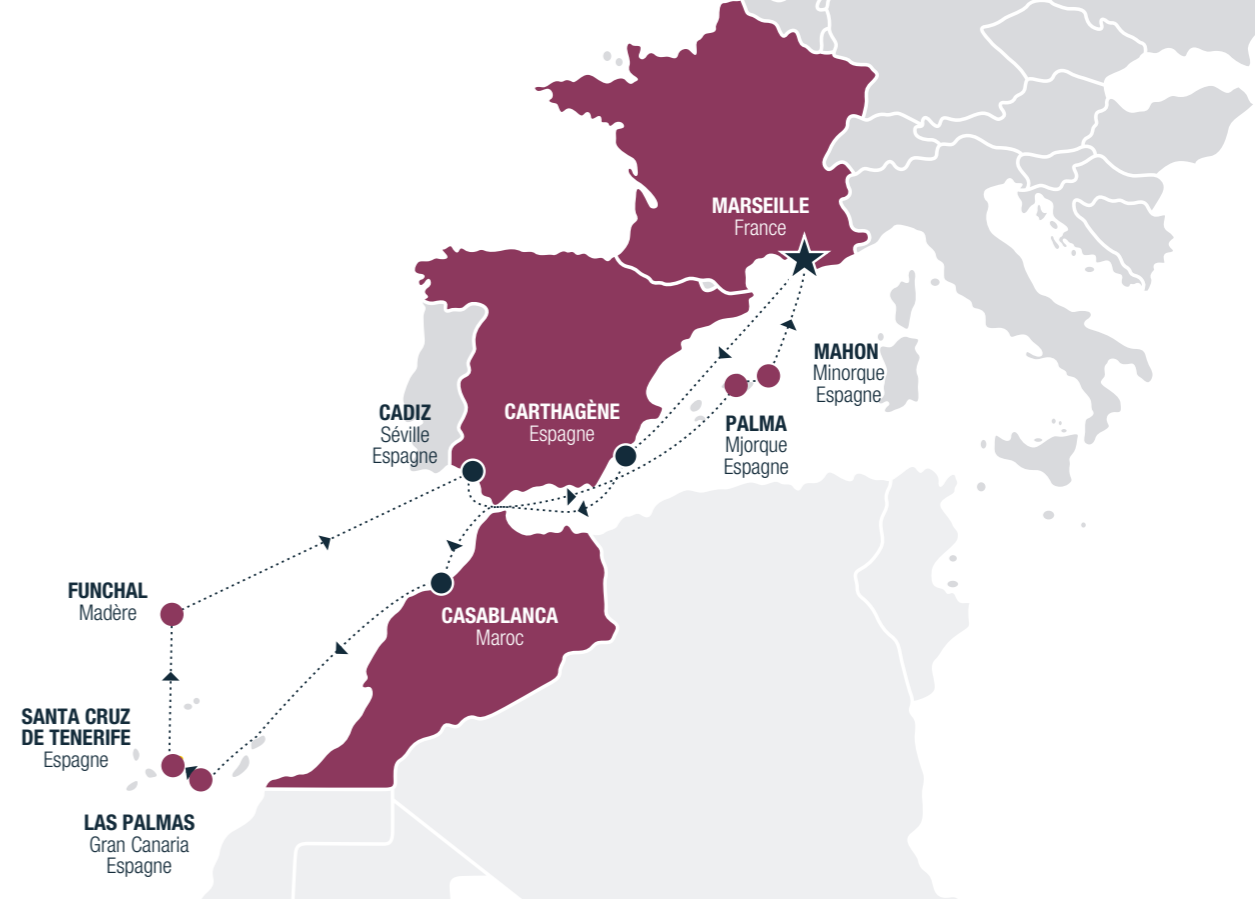 MARSEILLE
France
MAHON
Minorque
Espagne
CADIZ
Séville
Espagne
CARTHAGÈNE
Espagne
PALMA
Mjorque
Espagne
FUNCHAL
Madère
CASABLANCA
Maroc
SANTA CRUZ
DE TENERIFE
Espagne
LAS PALMAS
Gran Canaria
Espagne